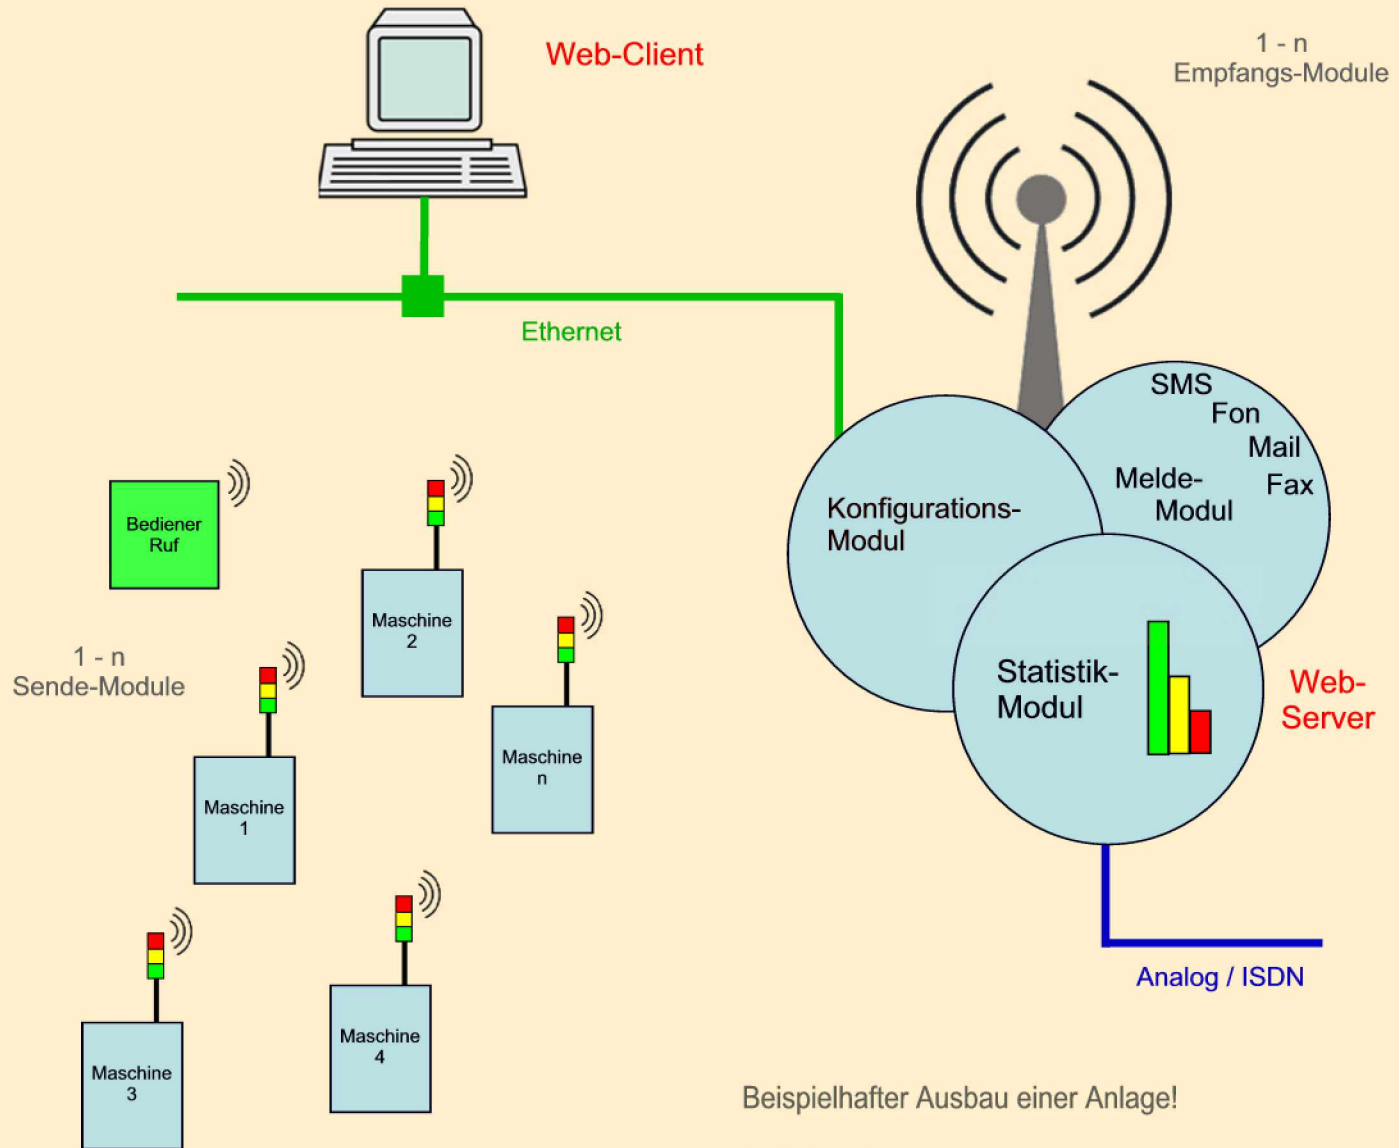 Web-Client
1 - n
Empfangs-Module
Ethernet
SMS
Fon
Mail
Fax
Melde-
Modul
Konfigurations-
Modul
Bediener
Ruf
Maschine
2
1 - n
Sende-Module
Maschine
n
Statistik-
Modul
Web-
Server
Maschine
1
Analog / ISDN
Maschine
4
Maschine
3
Beispielhafter Ausbau einer Anlage!